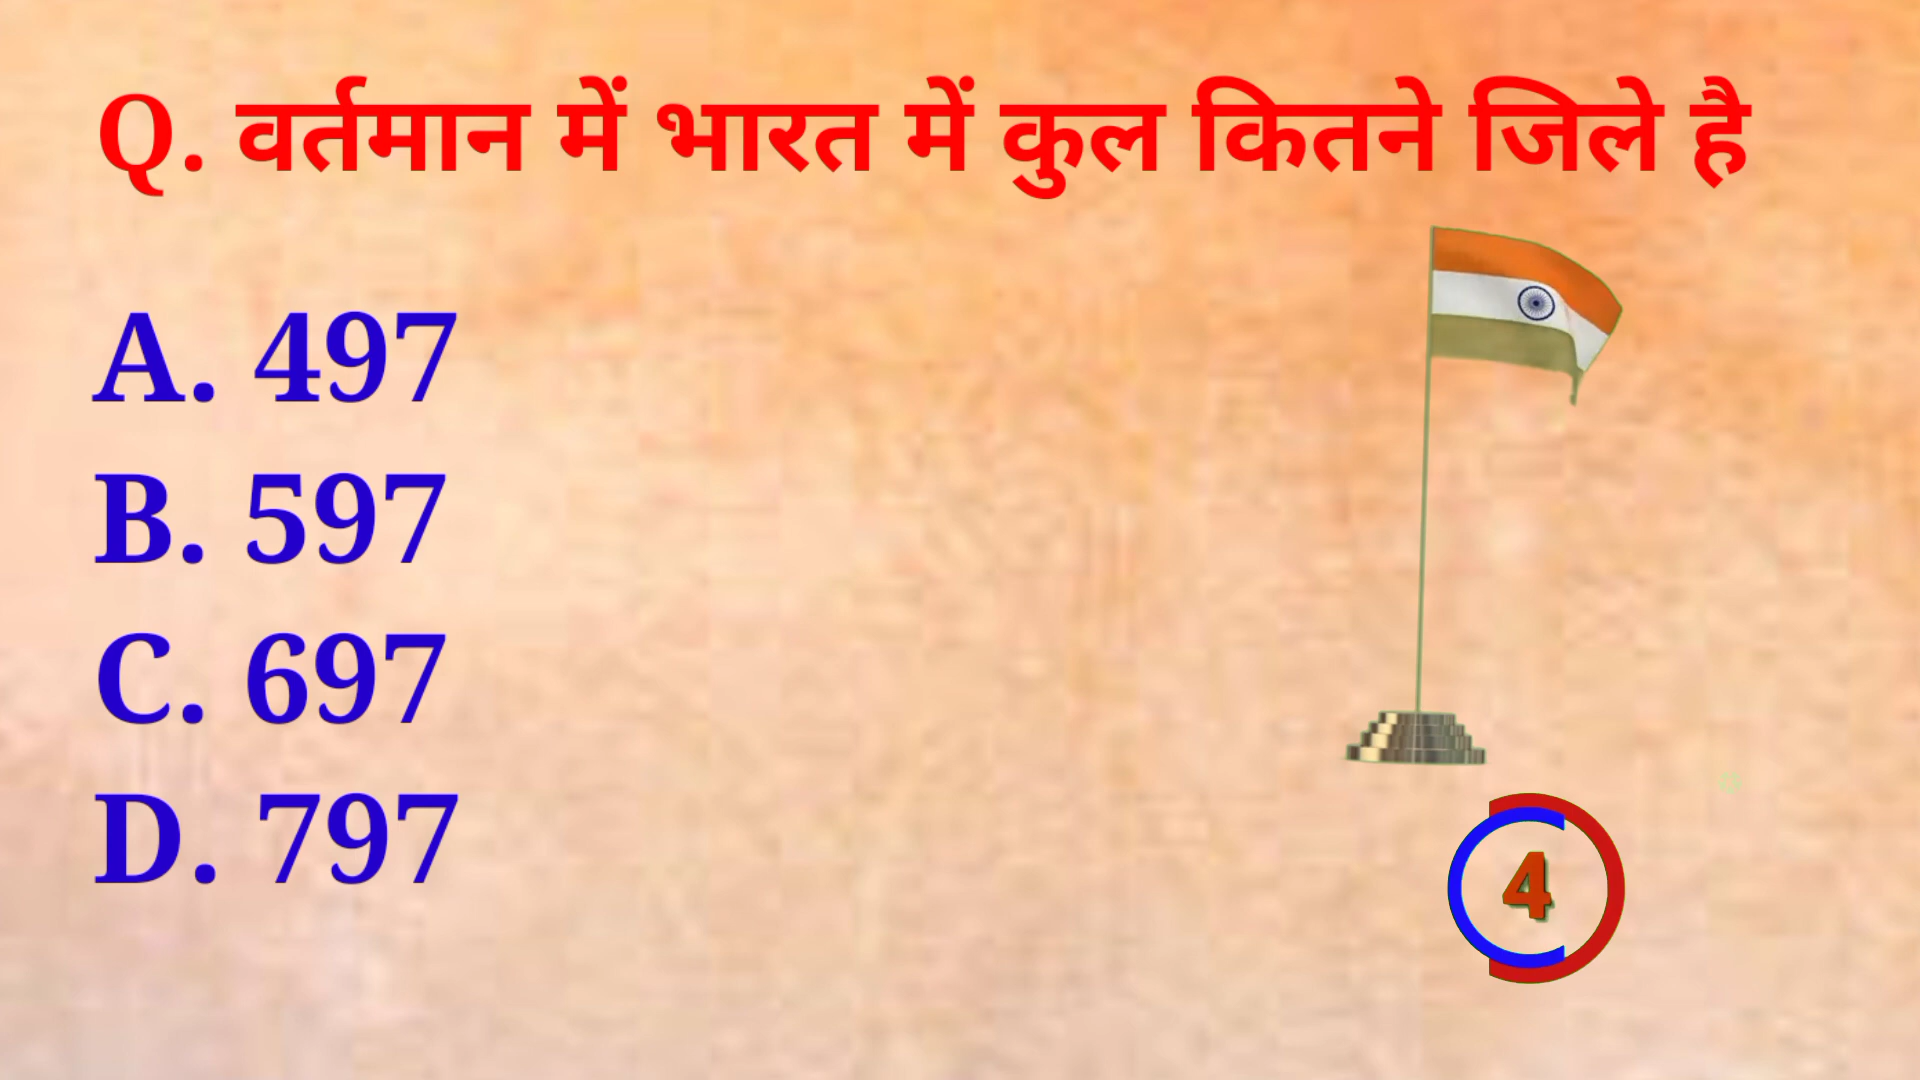 Q. वर्तमान में भारत में कुल कितने जिले है
A. 497
B. 597
C. 697
D. 797
4